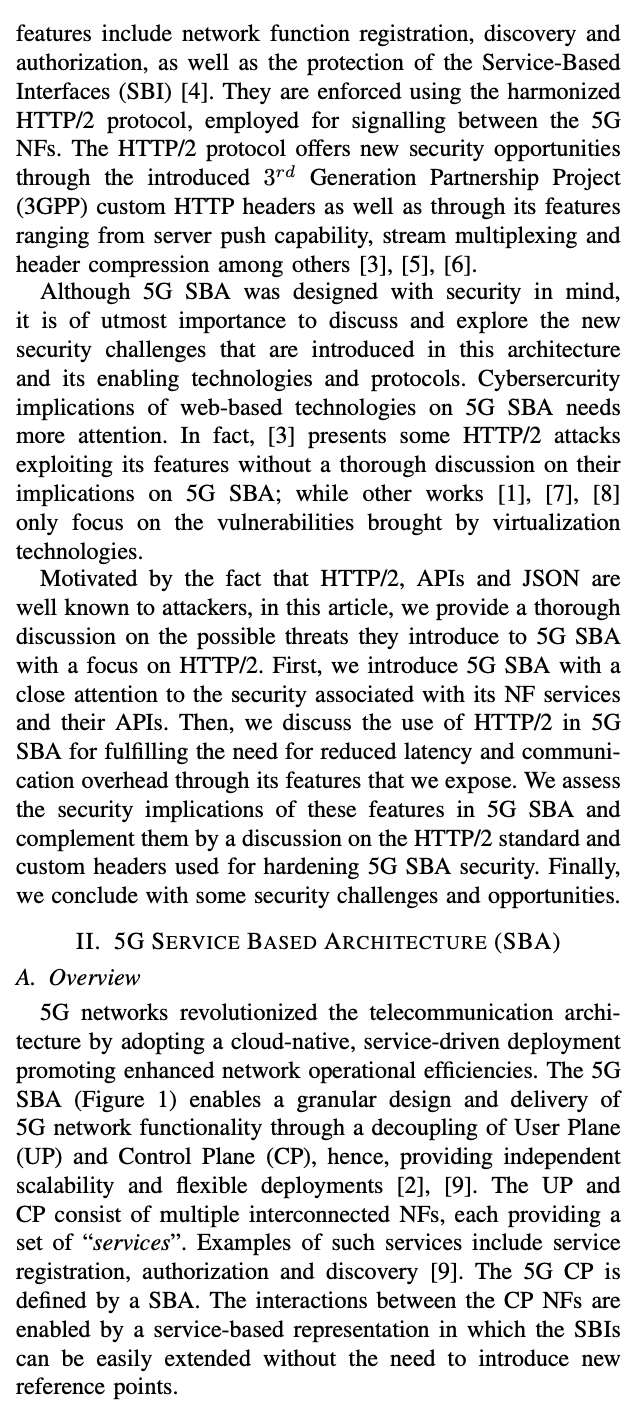 features include network function registration, discovery and
authorization, as well as the protection of the Service-Based
Interfaces (SBI) [4]. They are enforced using the harmonized
HTTP/2 protocol, employed for signalling between the 5G
NFs. The HTTP/2 protocol offers new security opportunities
through the introduced 3rd Generation Partnership Project
(3GPP) custom HTTP headers as well as through its features
ranging from server push capability, stream multiplexing and
header compression among others [3], [5], [6].
Although 5G SBA was designed with security in mind,
it is of utmost importance to discuss and explore the new
security challenges that are introduced in this architecture
and its enabling technologies and protocols. Cybersercurity
implications of web-based technologies on 5G SBA needs
more attention. In fact, [3] presents some HTTP/2 attacks
exploiting its features without a thorough discussion on their
implications on 5G SBA; while other works [1], [7], [8]
only focus on the vulnerabilities brought by virtualization
technologies.
Motivated by the fact that HTTP/2, APIs and JSON are
well known to attackers, in this article, we provide a thorough
discussion on the possible threats they introduce to 5G SBA
with a focus on HTTP/2. First, we introduce 5G SBA with a
close attention to the security associated with its NF services
and their APIs. Then, we discuss the use of HTTP/2 in 5G
SBA for fulfilling the need for reduced latency and communi-
cation overhead through its features that we expose. We assess
the security implications of these features in 5G SBA and
complement them by a discussion on the HTTP/2 standard and
custom headers used for hardening 5G SBA security. Finally,
we conclude with some security challenges and opportunities.
II. 5G SERVICE BASED ARCHITECTURE (SBA)
A. Overview
5G networks revolutionized the telecommunication archi-
tecture by adopting a cloud-native, service-driven deployment
promoting enhanced network operational efficiencies. The 5G
SBA (Figure 1) enables a granular design and delivery of
5G network functionality through a decoupling of User Plane
(UP) and Control Plane (CP), hence, providing independent
scalability and flexible deployments [2], [9]. The UP and
CP consist of multiple interconnected NFs, each providing a
set of “services”. Examples of such services include service
registration, authorization and discovery [9]. The 5G CP is
defined by a SBA. The interactions between the CP NFs are
enabled by a service-based representation in which the SBIs
can be easily extended without the need to introduce new
reference points.